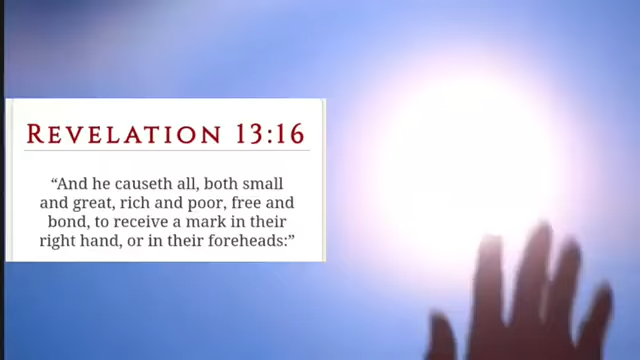 REVELATION 13:16
“And he causeth all, both small
and great, rich and poor, free and
bond, to receive a mark in their
right hand, or in their foreheads:”